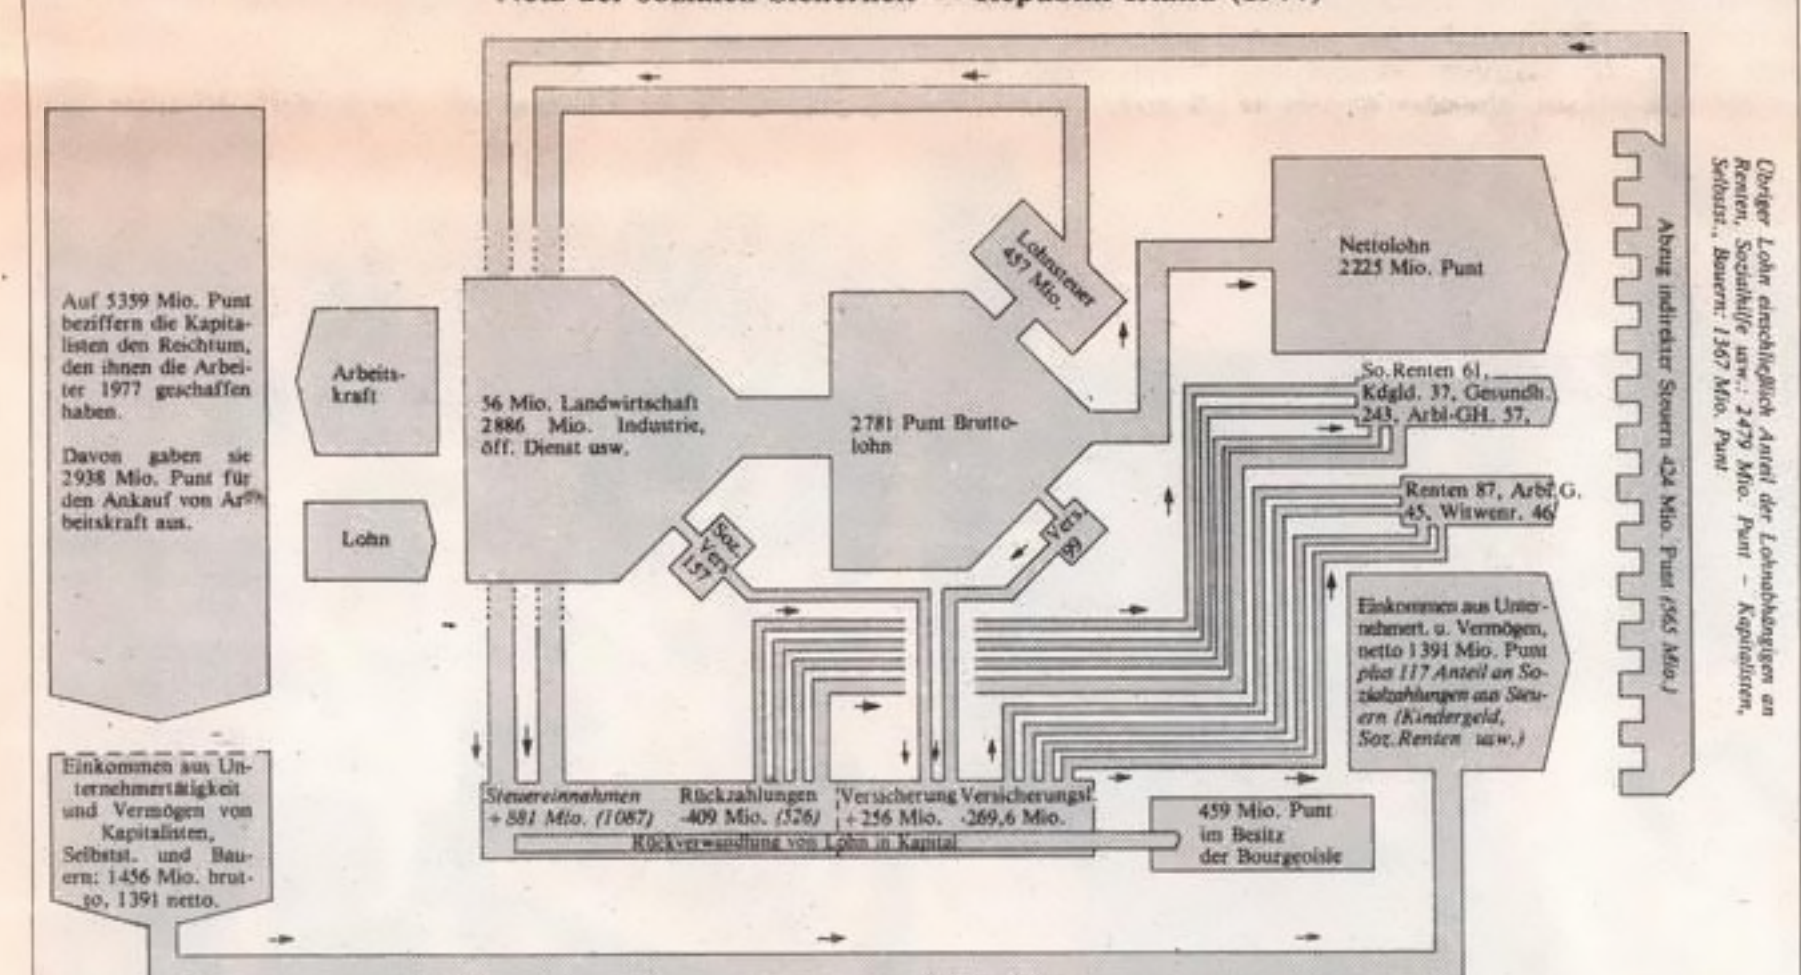 Netz der sozialen Sicherheit — Republik Irland (1977)
Auf 5359 Mio. Punt
beziffern die Kapita-
listen den Reichtum,
den ihnen die Arbei-
ter 1977 geschaffen
haben.
Davon gaben sie
2938 Mio. Punt für
den Ankauf von Ar-
beitskraft aus.
Arbeits-
kraft
Lohn
56 Mio. Landwirtschaft
2886 Mio. Industrie,
öff. Dienst usw.
2781 Punt Brutto-
lohn
Lohnsteuer
457 Mio.
Nettolohn
2225 Mio. Punt
So.Renten 61,
Kdgld. 37, Gesundh.
243, Arbl-GH. 57,
Renten 87, Arbl.G.
45, Witwenr. 46
Soz.
Vers.
157
Vers.
99
Einkommen aus Unter-
nehmert. u. Vermögen,
netto 1391 Mio. Punt
plus 117 Anteil an So-
zialzahlungen aus Steu-
ern (Kindergeld,
Soz.Renten usw.)
Abzug indirekter Steuern 424 Mio. Punt (565 Mio.)
Übriger Lohn einschließlich Anteil der Lohnabhängigen an
Renten, Sozialhilfe usw.: 2479 Mio. Punt — Kapitalisten,
Selbstst., Bauern: 1367 Mio. Punt
Einkommen aus Un-
ternehmertätigkeit
und Vermögen von
Kapitalisten,
Selbstst. und Bau-
ern: 1456 Mio. brut-
to, 1391 netto.
Steuereinnahmen
+881 Mio. (1087)
Rückzahlungen
-409 Mio. (526)
Versicherung
+256 Mio.
Versicherungsl.
-269,6 Mio.
Rückverwandlung von Lohn in Kapital
459 Mio. Punt
im Besitz
der Bourgeoisie